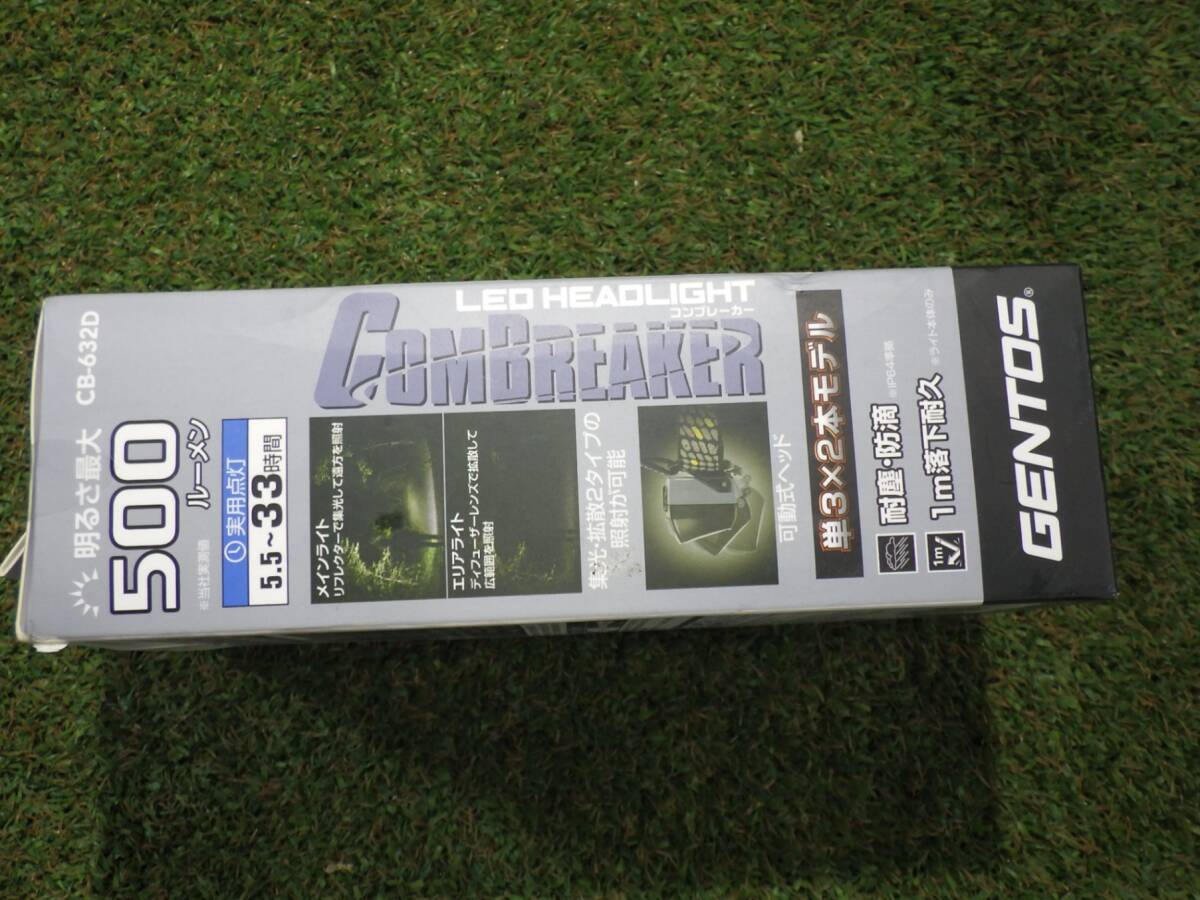 GENTOS®
LED HEADLIGHT
コンブレーカー
COMBREAKER
CB-632D
明るさ最大
500
ルーメン
※当社実測値
実用点灯
5.5~33時間
メインライト
リフレクターで集光して遠方を照射
エリアライト
ディフューザーレンズで拡散して
広範囲を照射
集光・拡散2タイプの
照射が可能
可動式ヘッド
単3×2本モデル
耐塵・防滴
※IP64準拠
1m
1m落下耐久
※ライト本体のみ